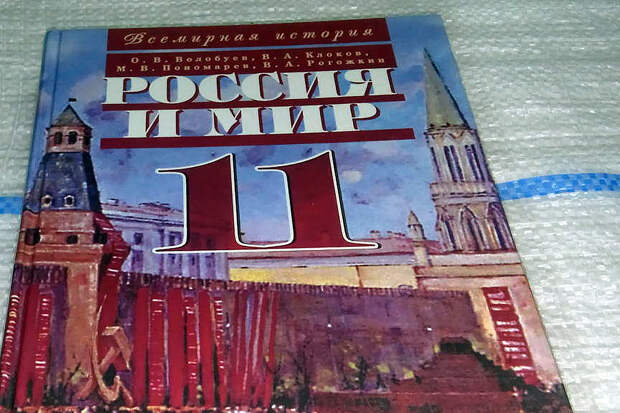 Всемирная история
О. В. Волобуев, В. А. Клоков,
М. В. Пономарев, В. А. Рогожкин
РОССИЯ
И МИР
11